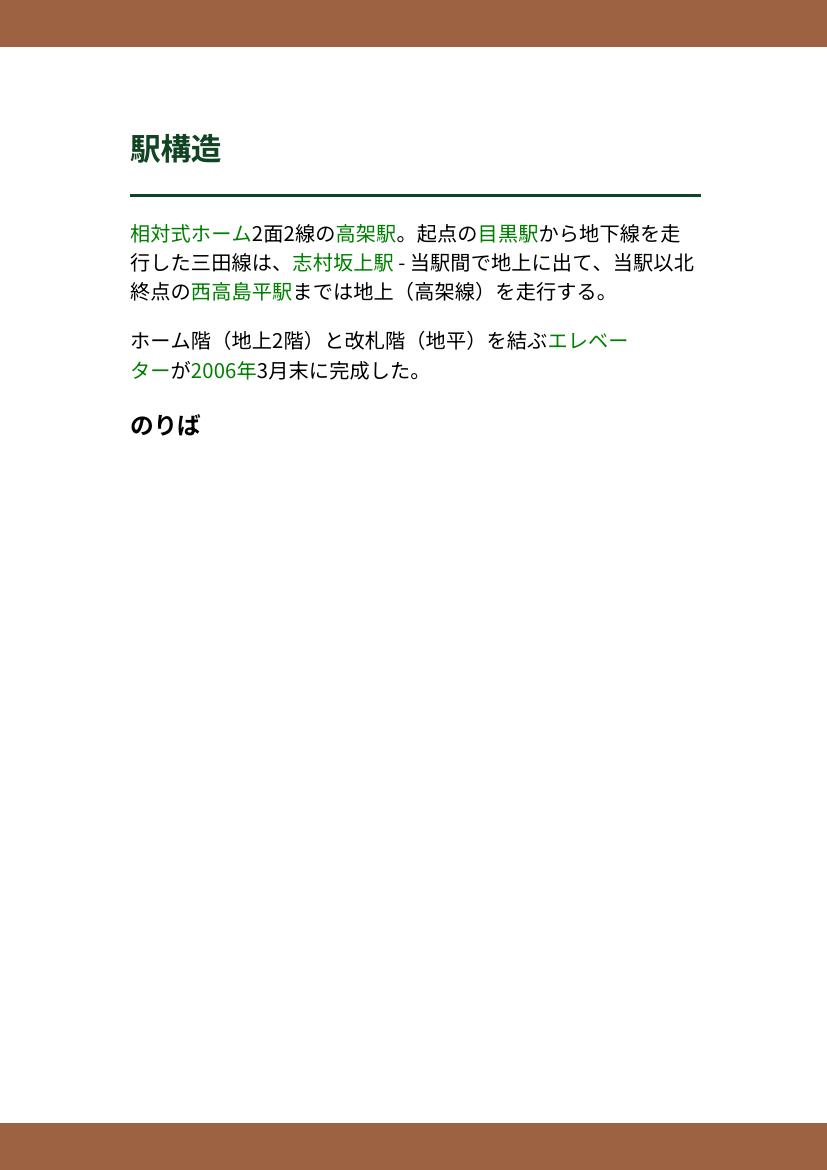 駅構造
相対式ホーム2面2線の高架駅。起点の目黒駅から地下線を走
行した三田線は、志村坂上駅 - 当駅間で地上に出て、当駅以北
終点の西高島平駅までは地上（高架線）を走行する。
ホーム階（地上2階）と改札階（地平）を結ぶエレベー
ターが2006年3月末に完成した。
のりば